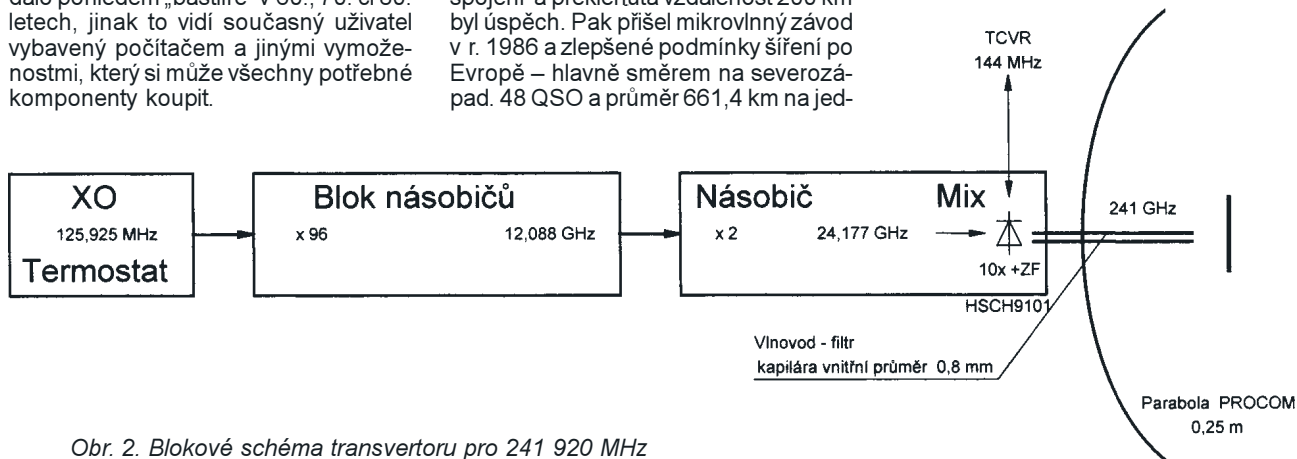 dalo posledem „bastlíře“ v 60., 70. či 80.
letech, jinak to vidí současný uživatel
vybavený počítačem a jinými vymože-
nostmi, který si může všechny potřebné
komponenty koupit.
spojení a překlenutá vzdálenost 200 km
byl úspěch. Pak přišel mikrovlnný závod
v r. 1986 a zlepšené podmínky šíření po
Evropě – hlavně směrem na severozá-
pad. 48 QSO a průměr 661,4 km na jed-
TCVR
144 MHz
XO
125,925 MHz
Termostat
Blok násobičů
x 96 12,088 GHz
Násobič Mix
x 2 24,177 GHz
10x +ZF
HSCH9101
241 GHz
Vlnovod - filtr
kapilára vnitřní průměr 0,8 mm
Parabola PROCOM
0,25 m
Obr. 2. Blokové schéma transvertoru pro 241 920 MHz